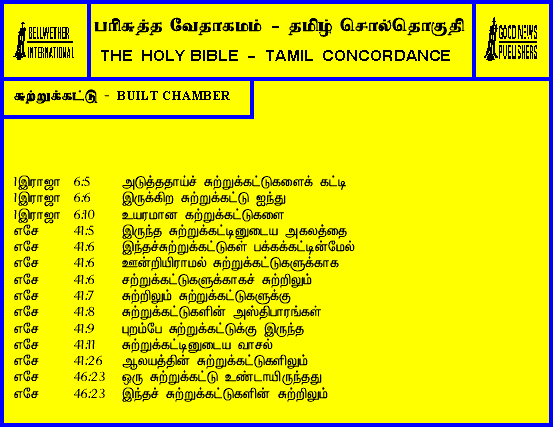 BELLWETHER
INTERNATIONAL
பரிசுத்த வேதாகமம் - தமிழ் சொல்தொகுதி
THE HOLY BIBLE - TAMIL CONCORDANCE
GOOD NEWS
PUBLISHERS
சுற்றுக்கட்டு - BUILT CHAMBER
1இராஜா 6:5 அடுத்ததாய்ச் சுற்றுக்கட்டுகளைக் கட்டி
1இராஜா 6:6 இருக்கிற சுற்றுக்கட்டு ஐந்து
1இராஜா 6:10 உயரமான சுற்றுக்கட்டுகளை
எசே 41:5 இருந்த சுற்றுக்கட்டினுடைய அகலத்தை
எசே 41:6 இந்தச்சுற்றுக்கட்டுகள் பக்கக்கட்டின்மேல்
எசே 41:6 ஊன்றியிராமல் சுற்றுக்கட்டுகளுக்காக
எசே 41:6 சற்றுக்கட்டுகளுக்காகச் சுற்றிலும்
எசே 41:7 சுற்றிலும் சுற்றுக்கட்டுகளுக்கு
எசே 41:8 சுற்றுக்கட்டுகளின் அஸ்திபாரங்கள்
எசே 41:9 புறம்பே சுற்றுக்கட்டுக்கு இருந்த
எசே 41:11 சுற்றுக்கட்டினுடைய வாசல்
எசே 41:26 ஆலயத்தின் சுற்றுக்கட்டுகளிலும்
எசே 46:23 ஒரு சுற்றுக்கட்டு உண்டாயிருந்தது
எசே 46:23 இந்தச் சுற்றுக்கட்டுகளின் சுற்றிலும்